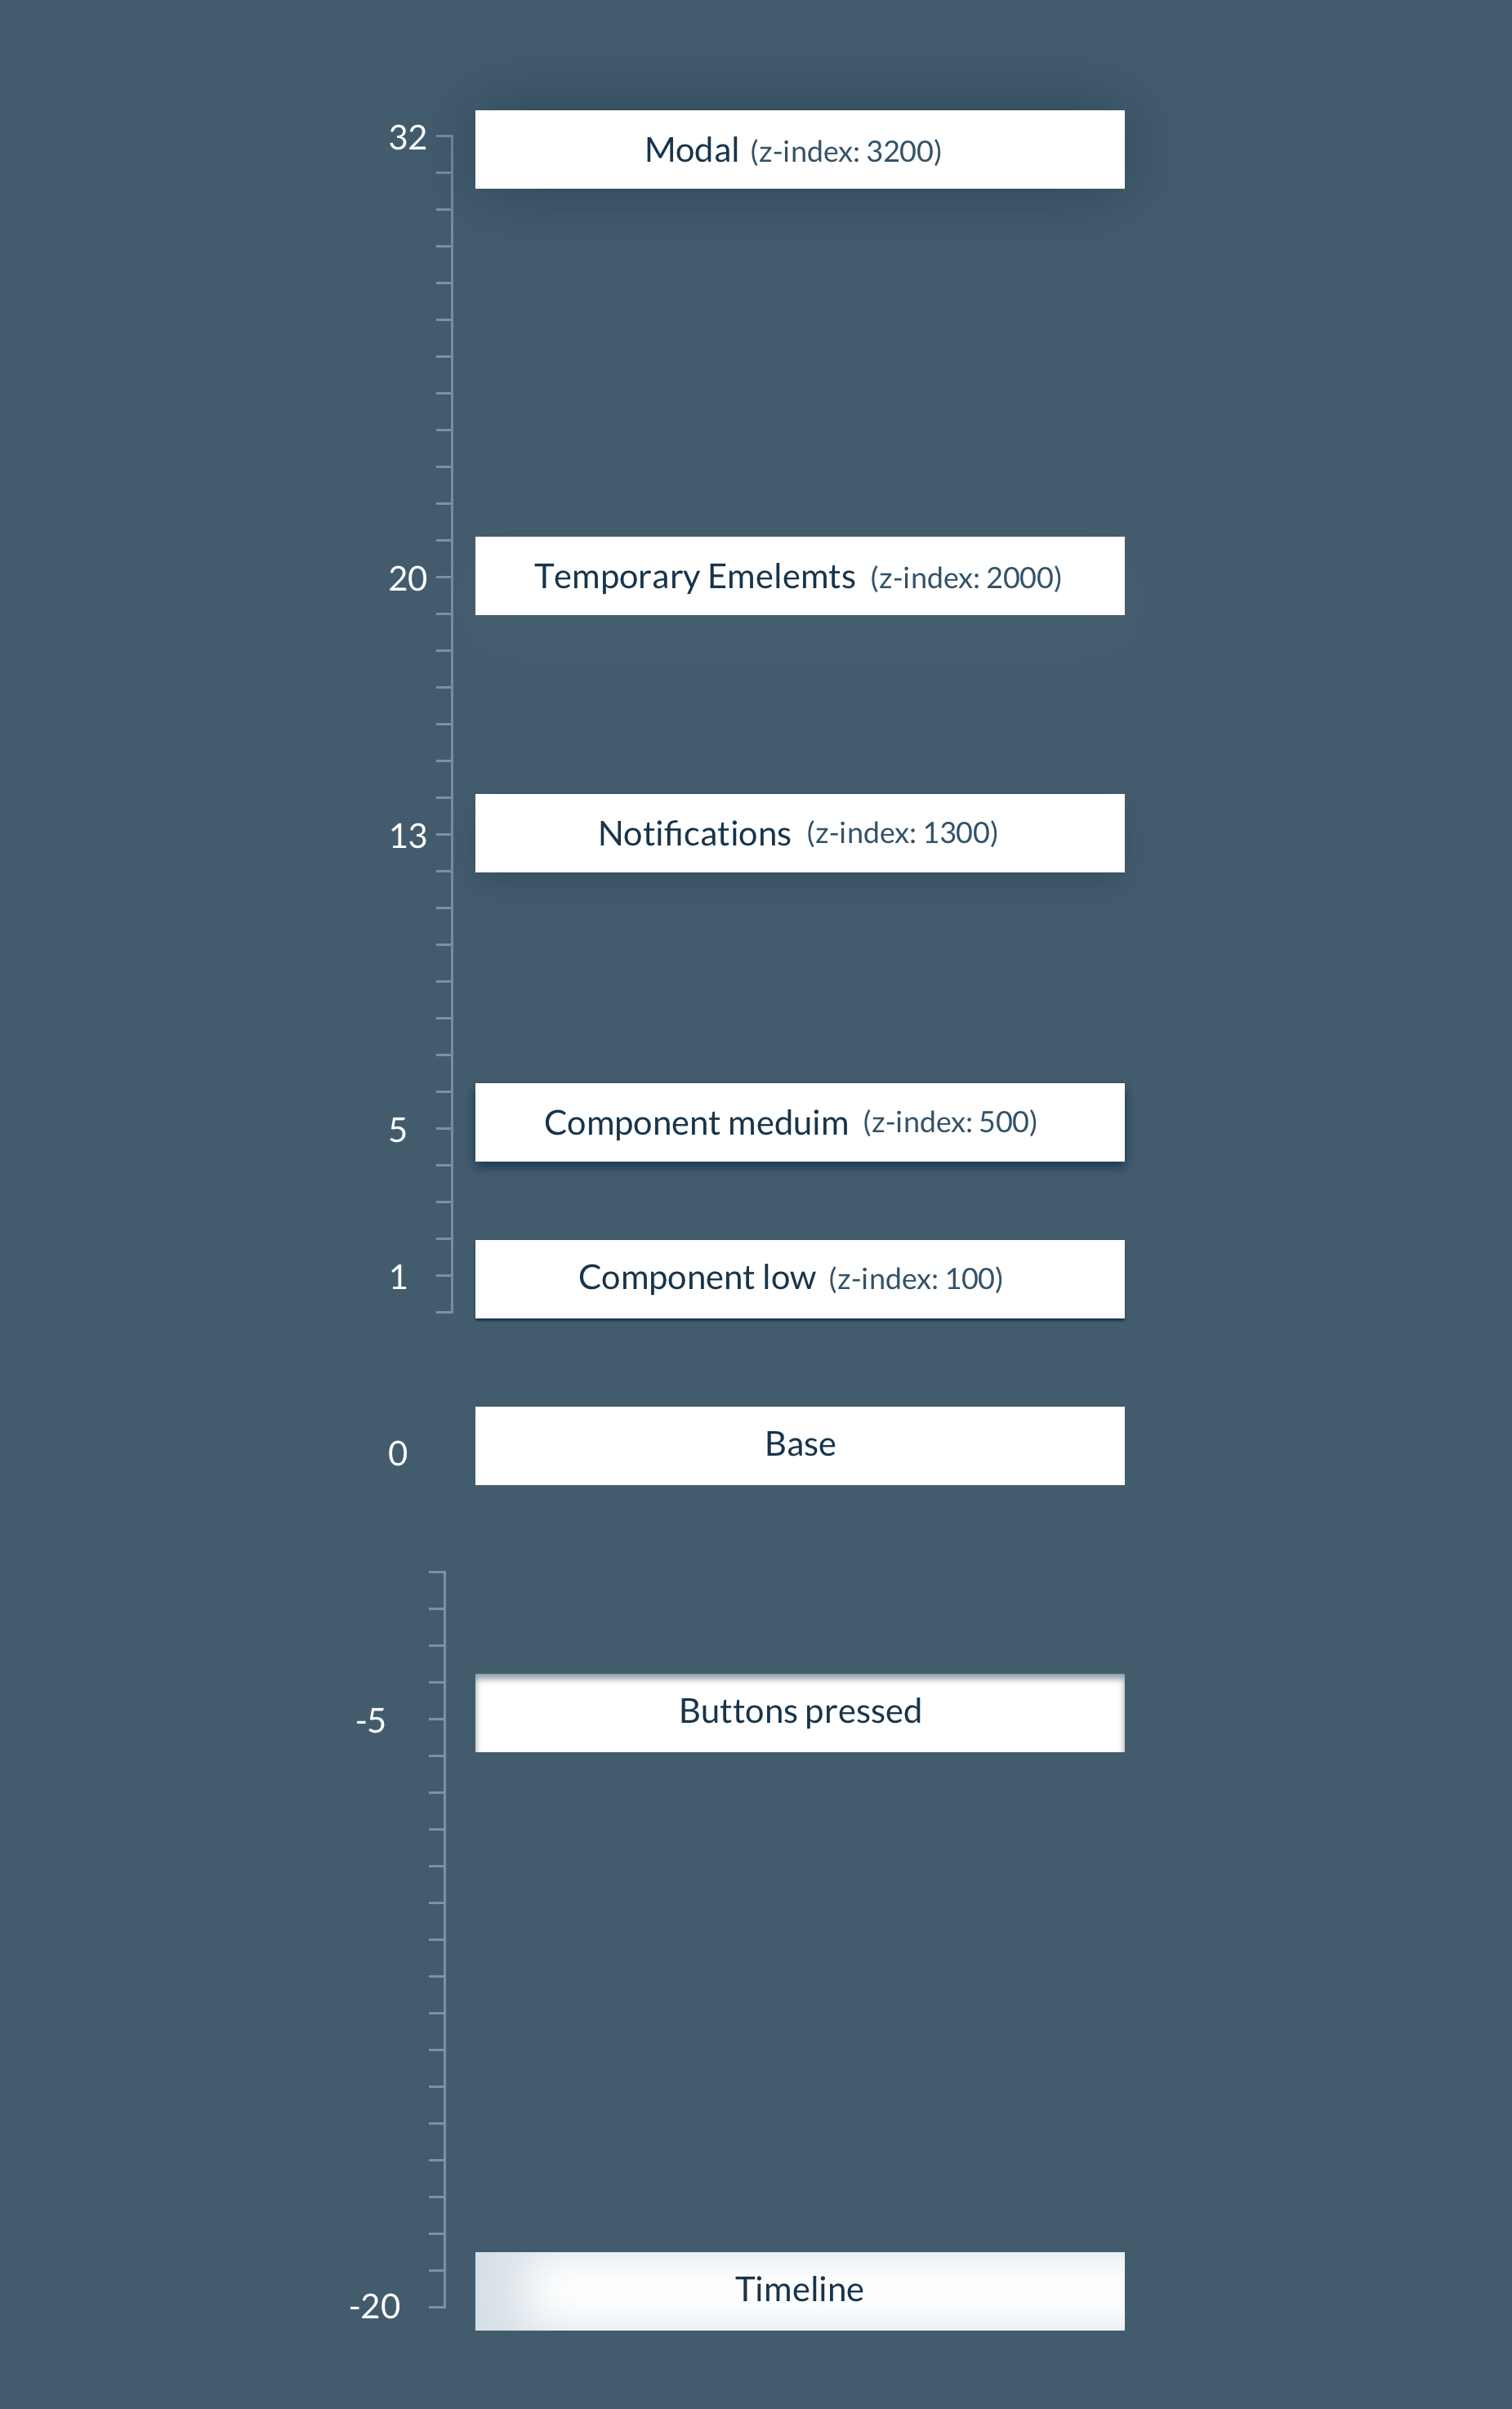 32 Modal (z-index: 3200)
20 Temporary Emelemts (z-index: 2000)
13 Notifications (z-index: 1300)
5 Component meduim (z-index: 500)
1 Component low (z-index: 100)
0 Base
-5 Buttons pressed
-20 Timeline